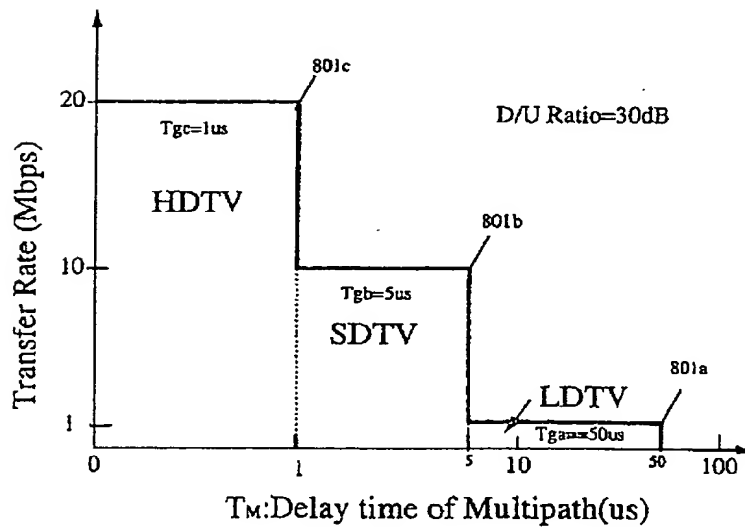 801c
20
Tgc=1us
D/U Ratio=30dB
HDTV
801b
10
Tgb=5us
SDTV
801a
LDTV
1
Tga=50us
0
1
5
10
50
100
Transfer Rate (Mbps)
TM:Delay time of Multipath(us)